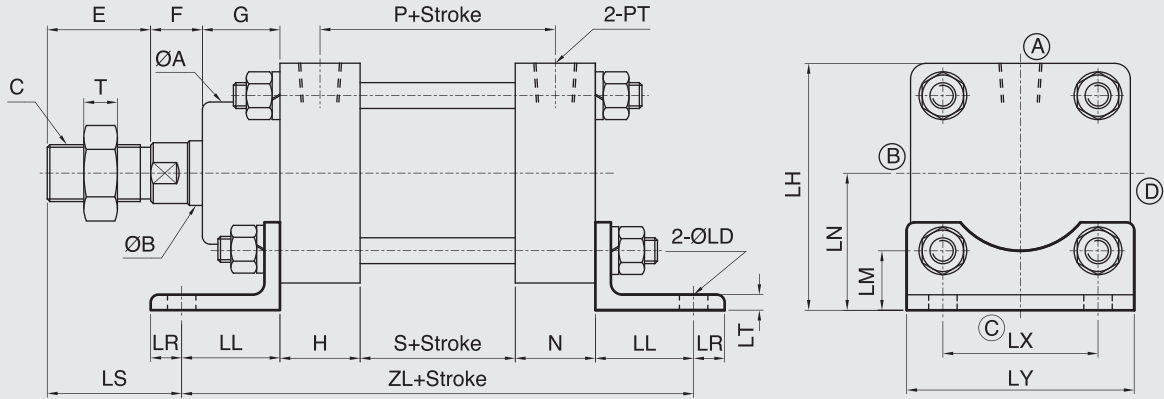 E F G P+Stroke 2-PT
A
ØA
C T
B
D
LH
LN
ØB 2-ØLD
LM
LT
C
LR LL H S+Stroke N LL LR
LX
LS ZL+Stroke LY